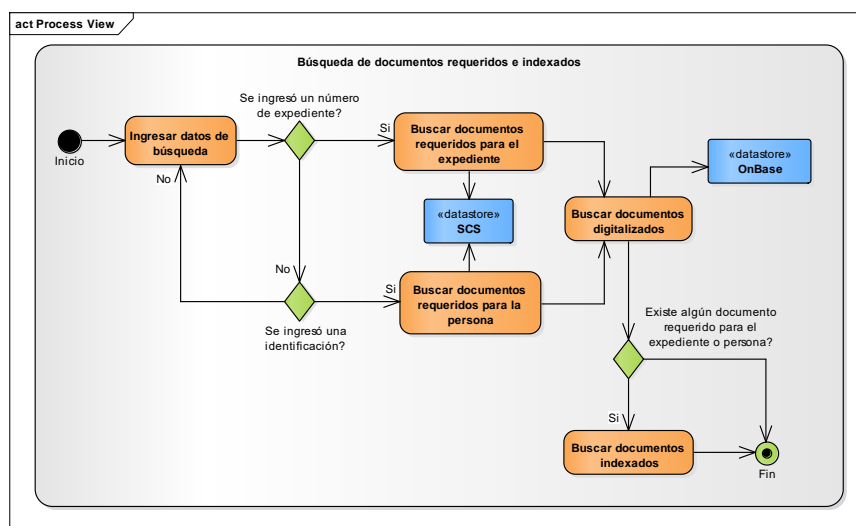 act Process View
Búsqueda de documentos requeridos e indexados
Inicio
Ingresar datos de
búsqueda
Se ingresó un número
de expediente?
Si
Buscar documentos
requeridos para el
expediente
«datastore»
OnBase
No
«datastore»
SCS
Buscar documentos
digitalizados
No
Se ingresó una
identificación?
Si
Buscar documentos
requeridos para la
persona
Existe algún documento
requerido para el
expediente o persona?
Si
Buscar documentos
indexados
Fin